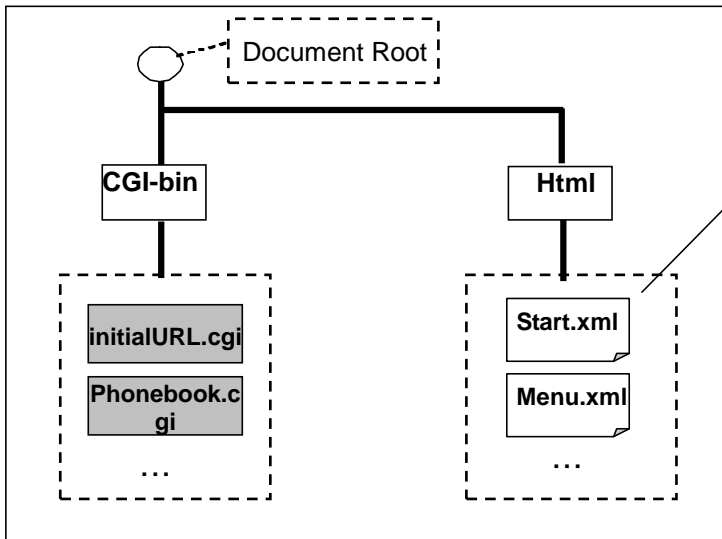 Document Root
CGI-bin
Html
initialURL.cgi
Phonebook.c
gi
...
Start.xml
Menu.xml
...